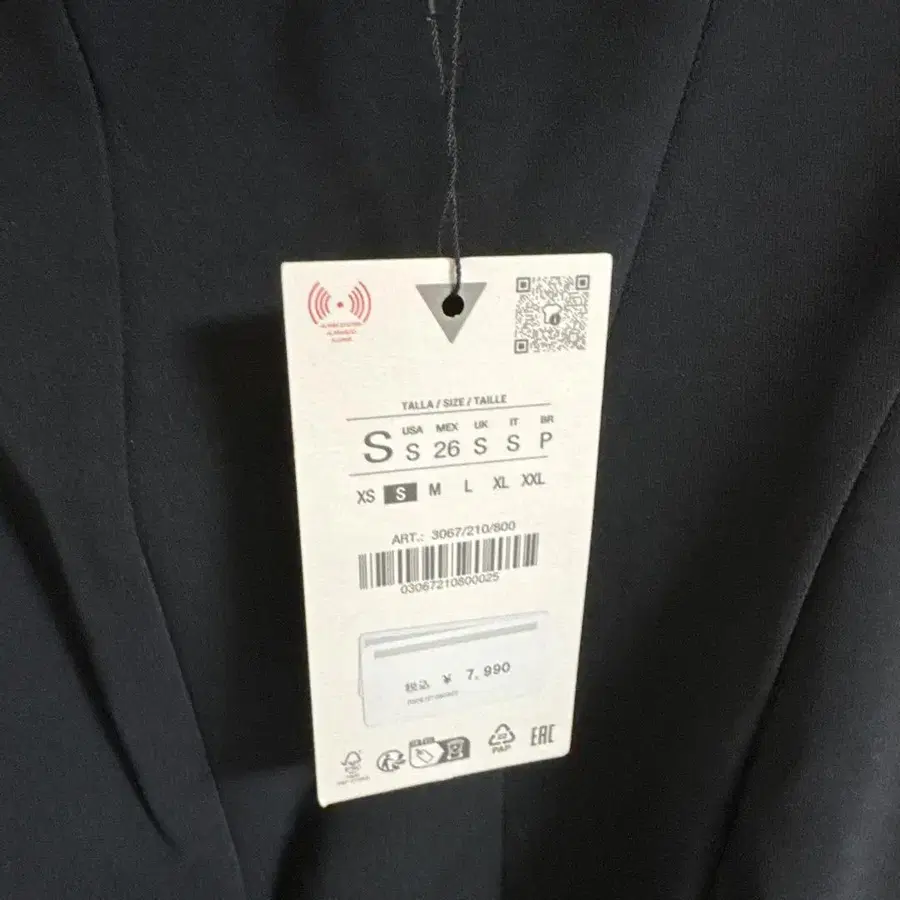 TALLA / SIZE / TAILLE
USA MEX UK IT BR
S S 26 S S P
XS S M L XL XXL
ART.: 3067/210/800
03067210800025
税込 ¥ 7,990
PAP EAC